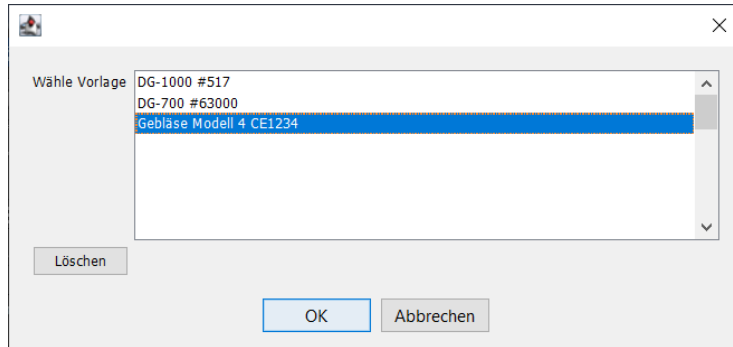 Wähle Vorlage DG-1000 #517
DG-700 #63000
Gebläse Modell 4 CE1234
Löschen
OK Abbrechen